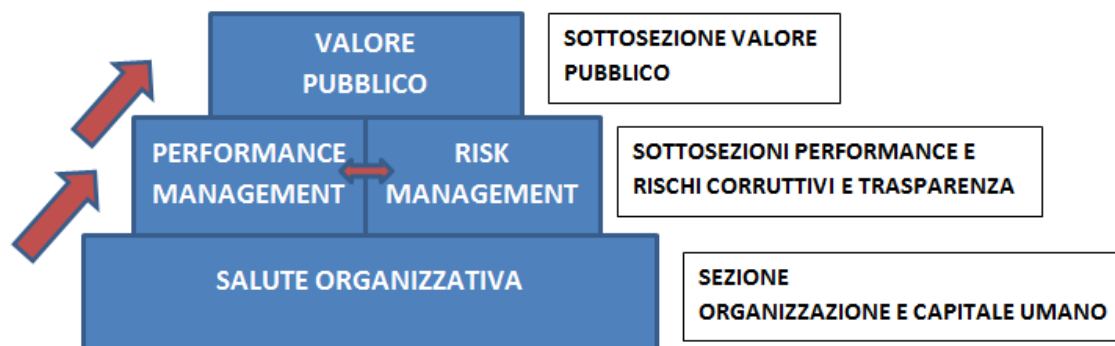 VALORE
PUBBLICO
SOTTOSEZIONE VALORE
PUBBLICO
PERFORMANCE
MANAGEMENT
RISK
MANAGEMENT
SOTTOSEZIONI PERFORMANCE E
RISCHI CORRUTTIVI E TRASPARENZA
SALUTE ORGANIZZATIVA
SEZIONE
ORGANIZZAZIONE E CAPITALE UMANO